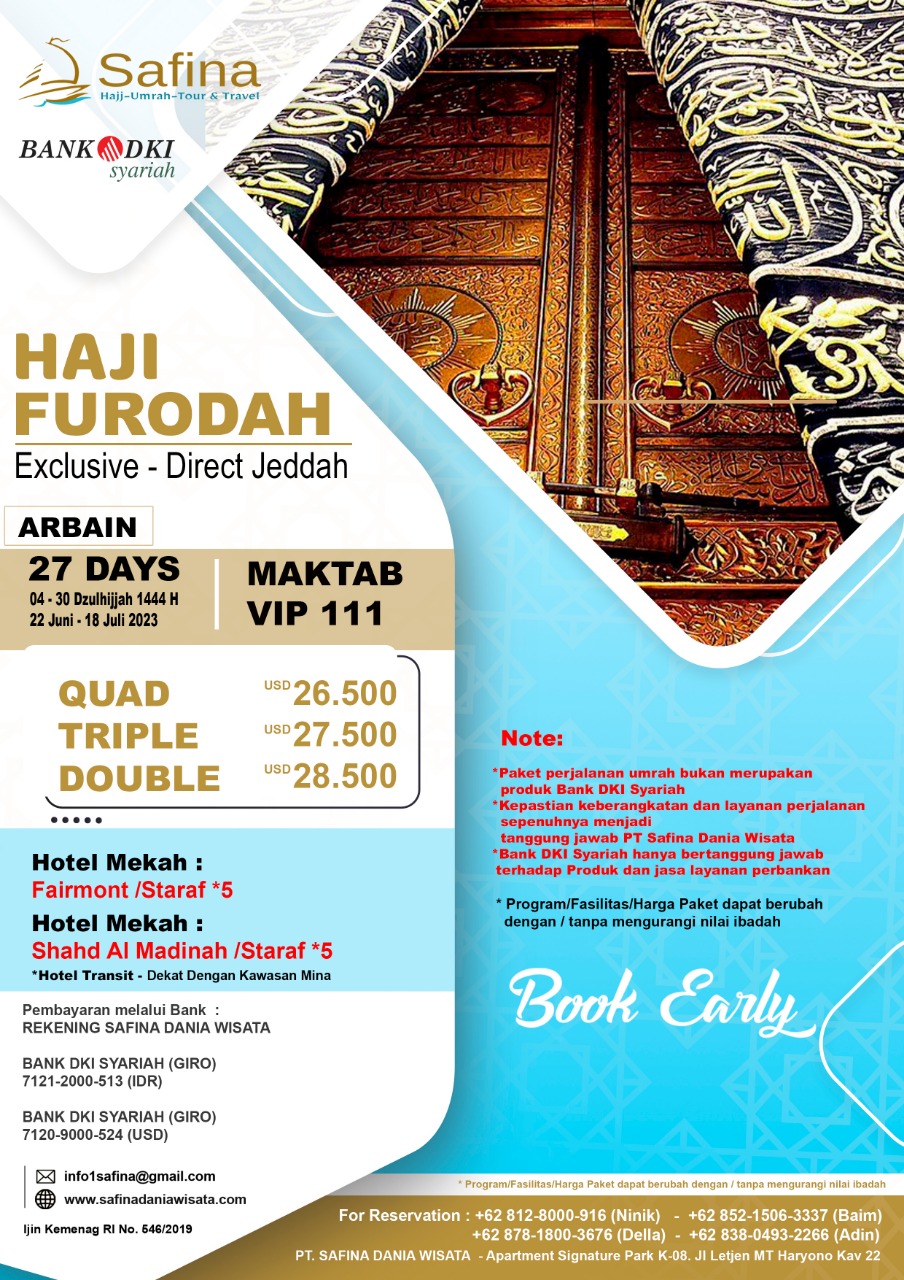 Safina
Hajj-Umrah-Tour & Travel
BANK DKI
syariah
HAJI
FURODAH
Exclusive - Direct Jeddah
ARBAIN
27 DAYS
04 - 30 Dzulhijjah 1444 H
22 Juni - 18 Juli 2023
MAKTAB
VIP 111
QUAD USD 26.500
TRIPLE USD 27.500
DOUBLE USD 28.500
Hotel Mekah :
Fairmont /Staraf *5
Hotel Mekah :
Shahd Al Madinah /Staraf *5
*Hotel Transit - Dekat Dengan Kawasan Mina
Pembayaran melalui Bank :
REKENING SAFINA DANIA WISATA
BANK DKI SYARIAH (GIRO)
7121-2000-513 (IDR)
BANK DKI SYARIAH (GIRO)
7120-9000-524 (USD)
info1safina@gmail.com
www.safinadaniawisata.com
Ijin Kemenag RI No. 546/2019
Note:
*Paket perjalanan umrah bukan merupakan
produk Bank DKI Syariah
*Kepastian keberangkatan dan layanan perjalanan
sepenuhnya menjadi
tanggung jawab PT Safina Dania Wisata
*Bank DKI Syariah hanya bertanggung jawab
terhadap Produk dan jasa layanan perbankan
* Program/Fasilitas/Harga Paket dapat berubah
dengan / tanpa mengurangi nilai ibadah
Book Early
* Program/Fasilitas/Harga Paket dapat berubah dengan / tanpa mengurangi nilai ibadah
For Reservation : +62 812-8000-916 (Ninik) - +62 852-1506-3337 (Baim)
+62 878-1800-3676 (Della) - +62 838-0493-2266 (Adin)
PT. SAFINA DANIA WISATA - Apartment Signature Park K-08. Jl Letjen MT Haryono Kav 22